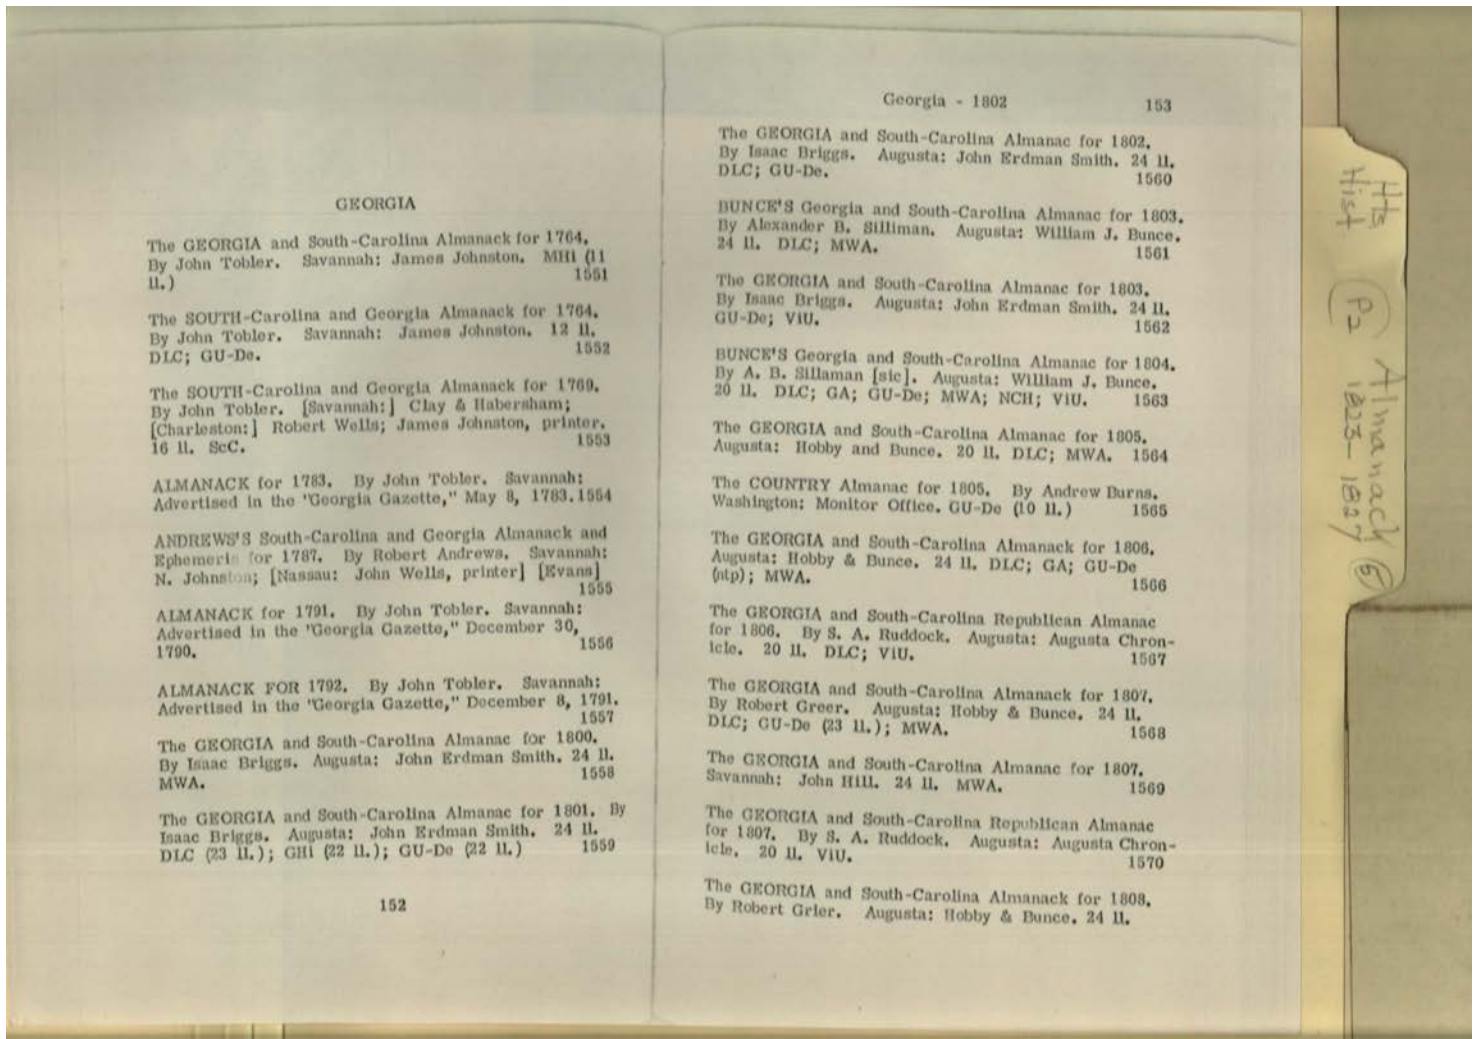 GEORGIA
The GEORGIA and South-Carolina Almanack for 1764.
By John Tobler. Savannah: James Johnston. MHi (11
ll.) 1551
The SOUTH-Carolina and Georgia Almanack for 1764.
By John Tobler. Savannah: James Johnston. 12 ll.
DLC; GU-De. 1552
The SOUTH-Carolina and Georgia Almanack for 1769.
By John Tobler. [Savannah:] Clay & Habersham;
[Charleston:] Robert Wells; James Johnston, printer.
16 ll. ScC. 1553
ALMANACK for 1783. By John Tobler. Savannah:
Advertised in the "Georgia Gazette," May 8, 1783. 1554
ANDREWS'S South-Carolina and Georgia Almanack and
Ephemeris for 1787. By Robert Andrews. Savannah:
N. Johnston; [Nassau: John Wells, printer] [Evans]
1555
ALMANACK for 1791. By John Tobler. Savannah:
Advertised in the "Georgia Gazette," December 30,
1790. 1556
ALMANACK FOR 1792. By John Tobler. Savannah:
Advertised in the "Georgia Gazette," December 8, 1791.
1557
The GEORGIA and South-Carolina Almanac for 1800.
By Isaac Briggs. Augusta: John Erdman Smith. 24 ll.
MWA. 1558
The GEORGIA and South-Carolina Almanac for 1801. By
Isaac Briggs. Augusta: John Erdman Smith. 24 ll.
DLC (23 ll.); GHi (22 ll.); GU-De (22 ll.) 1559
152
Georgia - 1802 153
The GEORGIA and South-Carolina Almanac for 1802.
By Isaac Briggs. Augusta: John Erdman Smith. 24 ll.
DLC; GU-De. 1560
BUNCE'S Georgia and South-Carolina Almanac for 1803.
By Alexander B. Silliman. Augusta: William J. Bunce.
24 ll. DLC; MWA. 1561
The GEORGIA and South-Carolina Almanac for 1803.
By Isaac Briggs. Augusta: John Erdman Smith. 24 ll.
GU-De; ViU. 1562
BUNCE'S Georgia and South-Carolina Almanac for 1804.
By A. B. Sillaman [sic]. Augusta: William J. Bunce.
20 ll. DLC; GA; GU-De; MWA; NCH; ViU. 1563
The GEORGIA and South-Carolina Almanac for 1805.
Augusta: Hobby and Bunce. 20 ll. DLC; MWA. 1564
The COUNTRY Almanac for 1805. By Andrew Burns.
Washington: Monitor Office. GU-De (10 ll.) 1565
The GEORGIA and South-Carolina Almanack for 1806.
Augusta: Hobby & Bunce. 24 ll. DLC; GA; GU-De
(ntp); MWA. 1566
The GEORGIA and South-Carolina Republican Almanac
for 1806. By S. A. Ruddock. Augusta: Augusta Chron-
icle. 20 ll. DLC; ViU. 1567
The GEORGIA and South-Carolina Almanack for 1807.
By Robert Greer. Augusta: Hobby & Bunce. 24 ll.
DLC; GU-De (23 ll.); MWA. 1568
The GEORGIA and South-Carolina Almanac for 1807.
Savannah: John Hill. 24 ll. MWA. 1569
The GEORGIA and South-Carolina Republican Almanac
for 1807. By S. A. Ruddock. Augusta: Augusta Chron-
icle. 20 ll. ViU. 1570
The GEORGIA and South-Carolina Almanack for 1808.
By Robert Grier. Augusta: Hobby & Bunce. 24 ll.
Hts
Hist
P2
Almanack
1823-1827
5